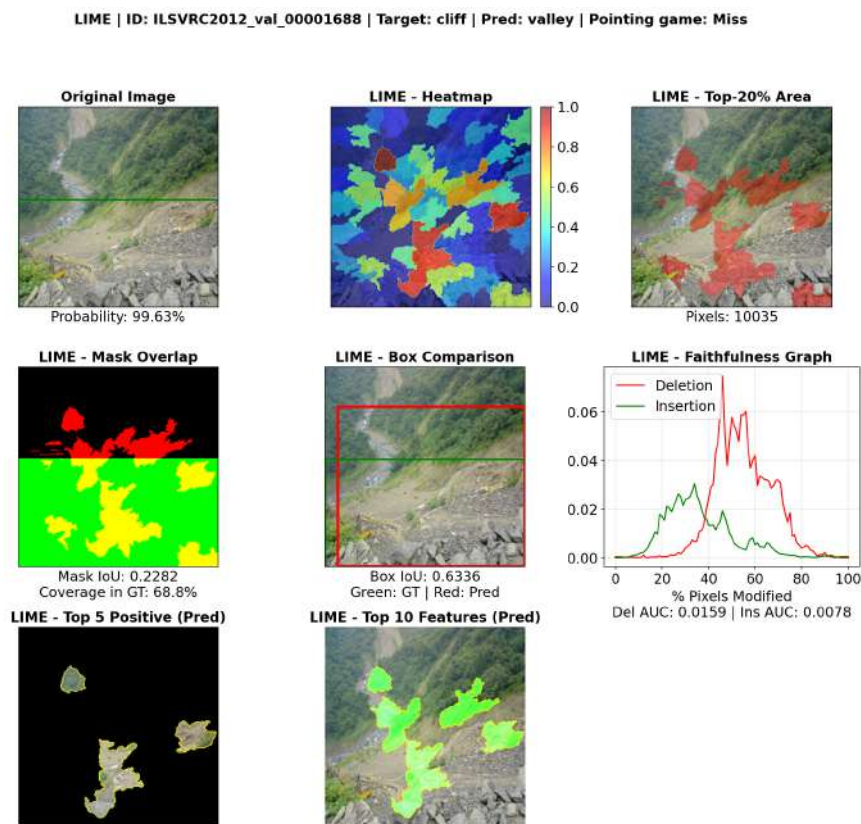 LIME | ID: ILSVRC2012_val_00001688 | Target: cliff | Pred: valley | Pointing game: Miss
Original Image
Probability: 99.63%
LIME - Heatmap
1.0
0.8
0.6
0.4
0.2
0.0
LIME - Top-20% Area
Pixels: 10035
LIME - Mask Overlap
Mask IoU: 0.2282
Coverage in GT: 68.8%
LIME - Box Comparison
Box IoU: 0.6336
Green: GT | Red: Pred
LIME - Faithfulness Graph
Deletion
Insertion
0.06
0.04
0.02
0.00
0 20 40 60 80 100
% Pixels Modified
Del AUC: 0.0159 | Ins AUC: 0.0078
LIME - Top 5 Positive (Pred)
LIME - Top 10 Features (Pred)